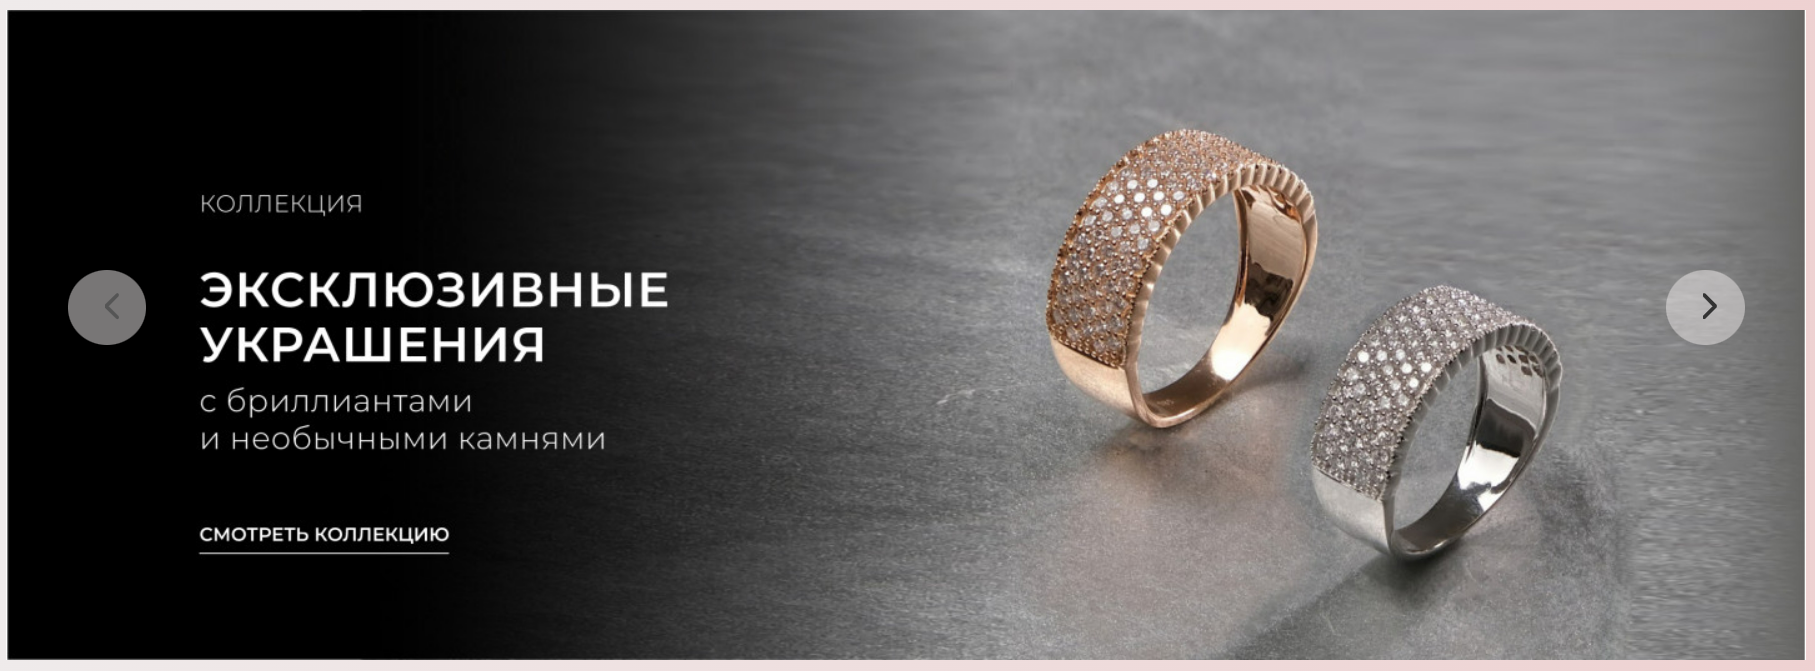 КОЛЛЕКЦИЯ
ЭКСКЛЮЗИВНЫЕ
УКРАШЕНИЯ
с бриллиантами
и необычными камнями
СМОТРЕТЬ КОЛЛЕКЦИЮ